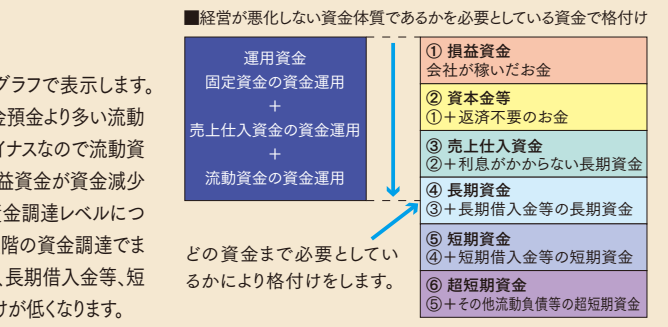 ■経営が悪化しない資金体質であるかを必要としている資金で格付け
グラフで表示します。
金預金より多い流動
イナスなので流動資
益資金が資金減少
資金調達レベルにつ
階の資金調達でま
、長期借入金等、短
けが低くなります。
運用資金
固定資金の資金運用
+
売上仕入資金の資金運用
+
流動資金の資金運用
どの資金まで必要としてい
るかにより格付けをします。
① 損益資金
会社が稼いだお金
② 資本金等
①+返済不要のお金
③ 売上仕入資金
②+利息がかからない長期資金
④ 長期資金
③+長期借入金等の長期資金
⑤ 短期資金
④+短期借入金等の短期資金
⑥ 超短期資金
⑤+その他流動負債等の超短期資金